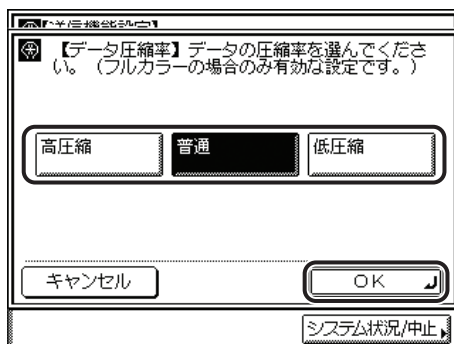 【データ圧縮率】データの圧縮率を選んでくださ
い。（フルカラーの場合のみ有効な設定です。）
高圧縮
普通
低圧縮
キャンセル
OK
システム状況/中止